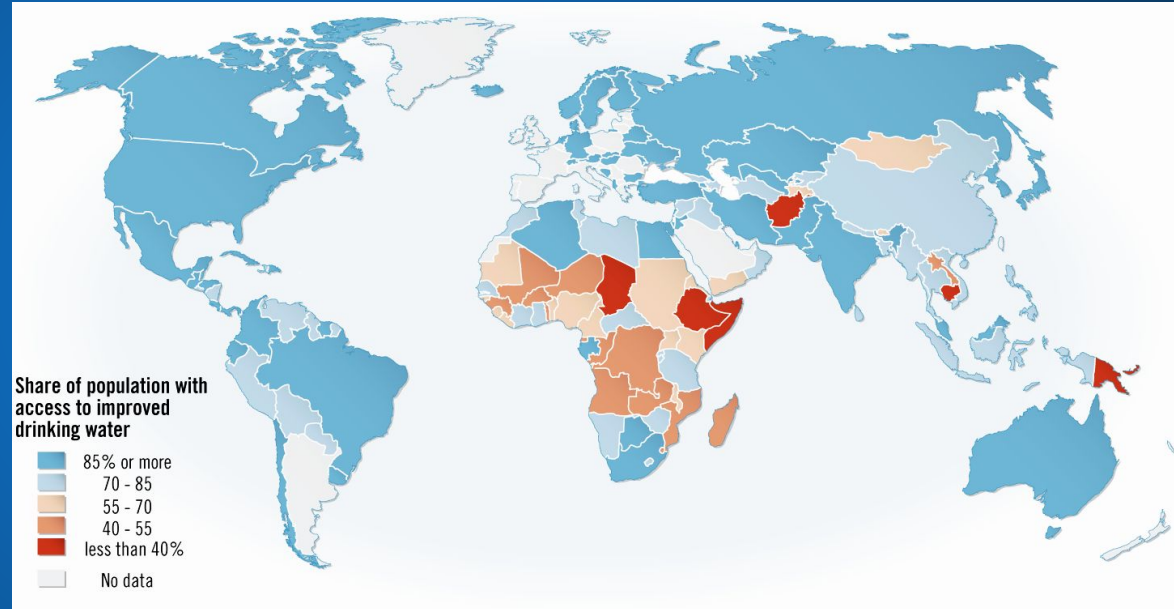 Share of population with
access to improved
drinking water
85% or more
70 - 85
55 - 70
40 - 55
less than 40%
No data